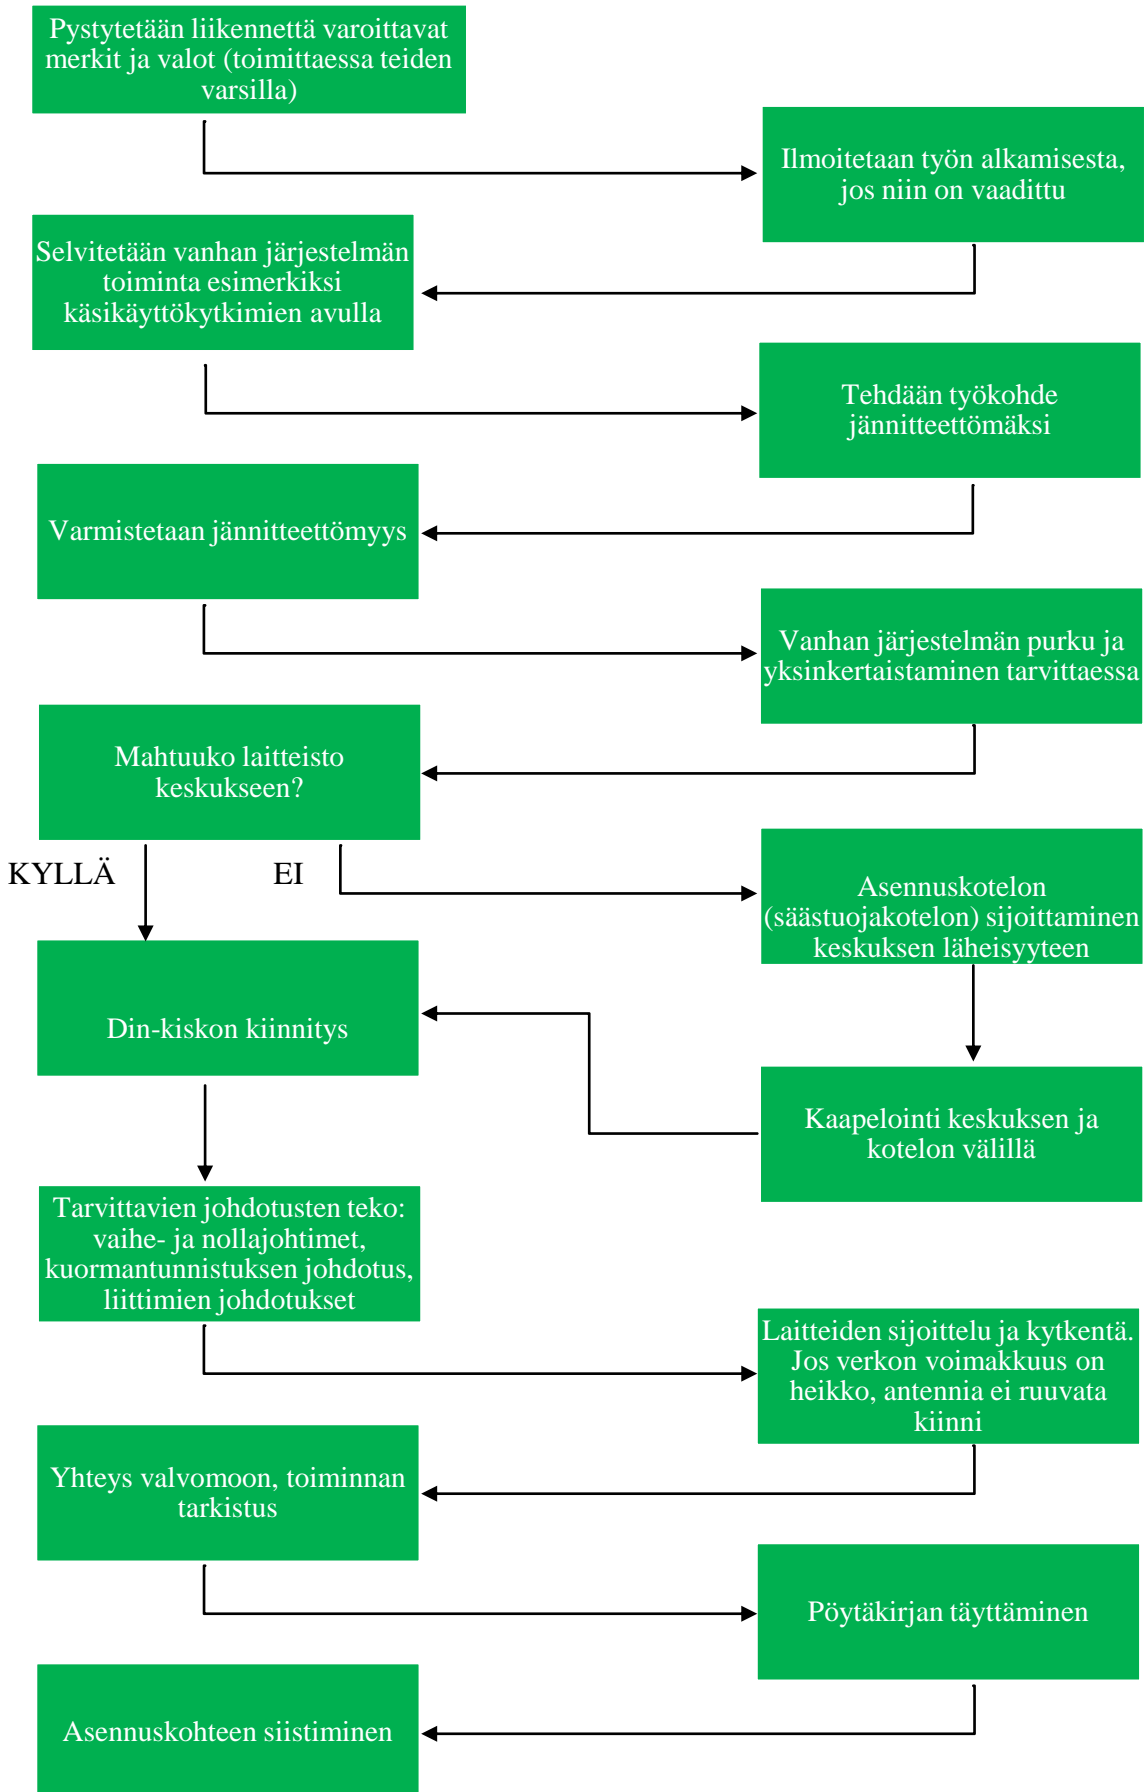 Pystytetään liikennettä varoittavat
merkit ja valot (toimittaessa teiden
varsilla)
Ilmoitetaan työn alkamisesta,
jos niin on vaadittu
Selvitetään vanhan järjestelmän
toiminta esimerkiksi
käsikäyttökytkimien avulla
Tehdään työkohde
jännitteettömäksi
Varmistetaan jännitteettömyys
Vanhan järjestelmän purku ja
yksinkertaistaminen tarvittaessa
Mahtuuko laitteisto
keskukseen?
KYLLÄ
EI
Asennuskotelon
(säästuojakotelon) sijoittaminen
keskuksen läheisyyteen
Din-kiskon kiinnitys
Kaapelointi keskuksen ja
kotelon välillä
Tarvittavien johdotusten teko:
vaihe- ja nollajohtimet,
kuormantunnistuksen johdotus,
liittimien johdotukset
Laitteiden sijoittelu ja kytkentä.
Jos verkon voimakkuus on
heikko, antennia ei ruuvata
kiinni
Yhteys valvomoon, toiminnan
tarkistus
Pöytäkirjan täyttäminen
Asennuskohteen siistiminen